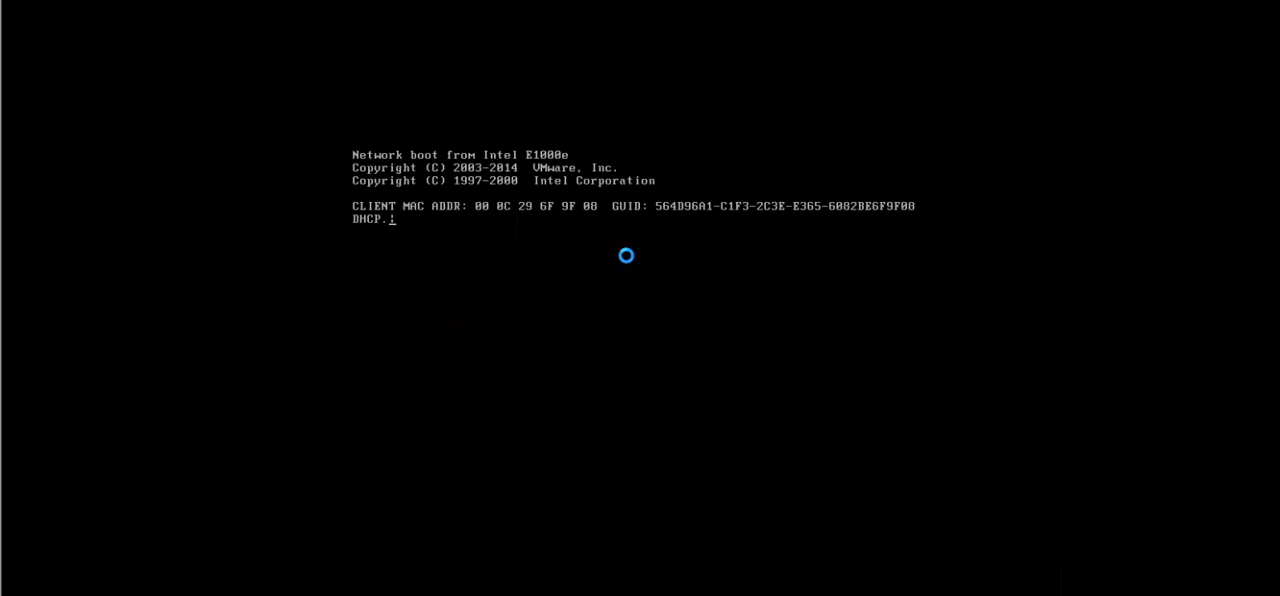 Network boot from Intel E1000e
Copyright (C) 2003-2014  VMware, Inc.
Copyright (C) 1997-2000  Intel Corporation
CLIENT MAC ADDR: 00 0C 29 6F 9F 08  GUID: 564D96A1-C1F3-2C3E-E365-6082BE6F9F08
DHCP.